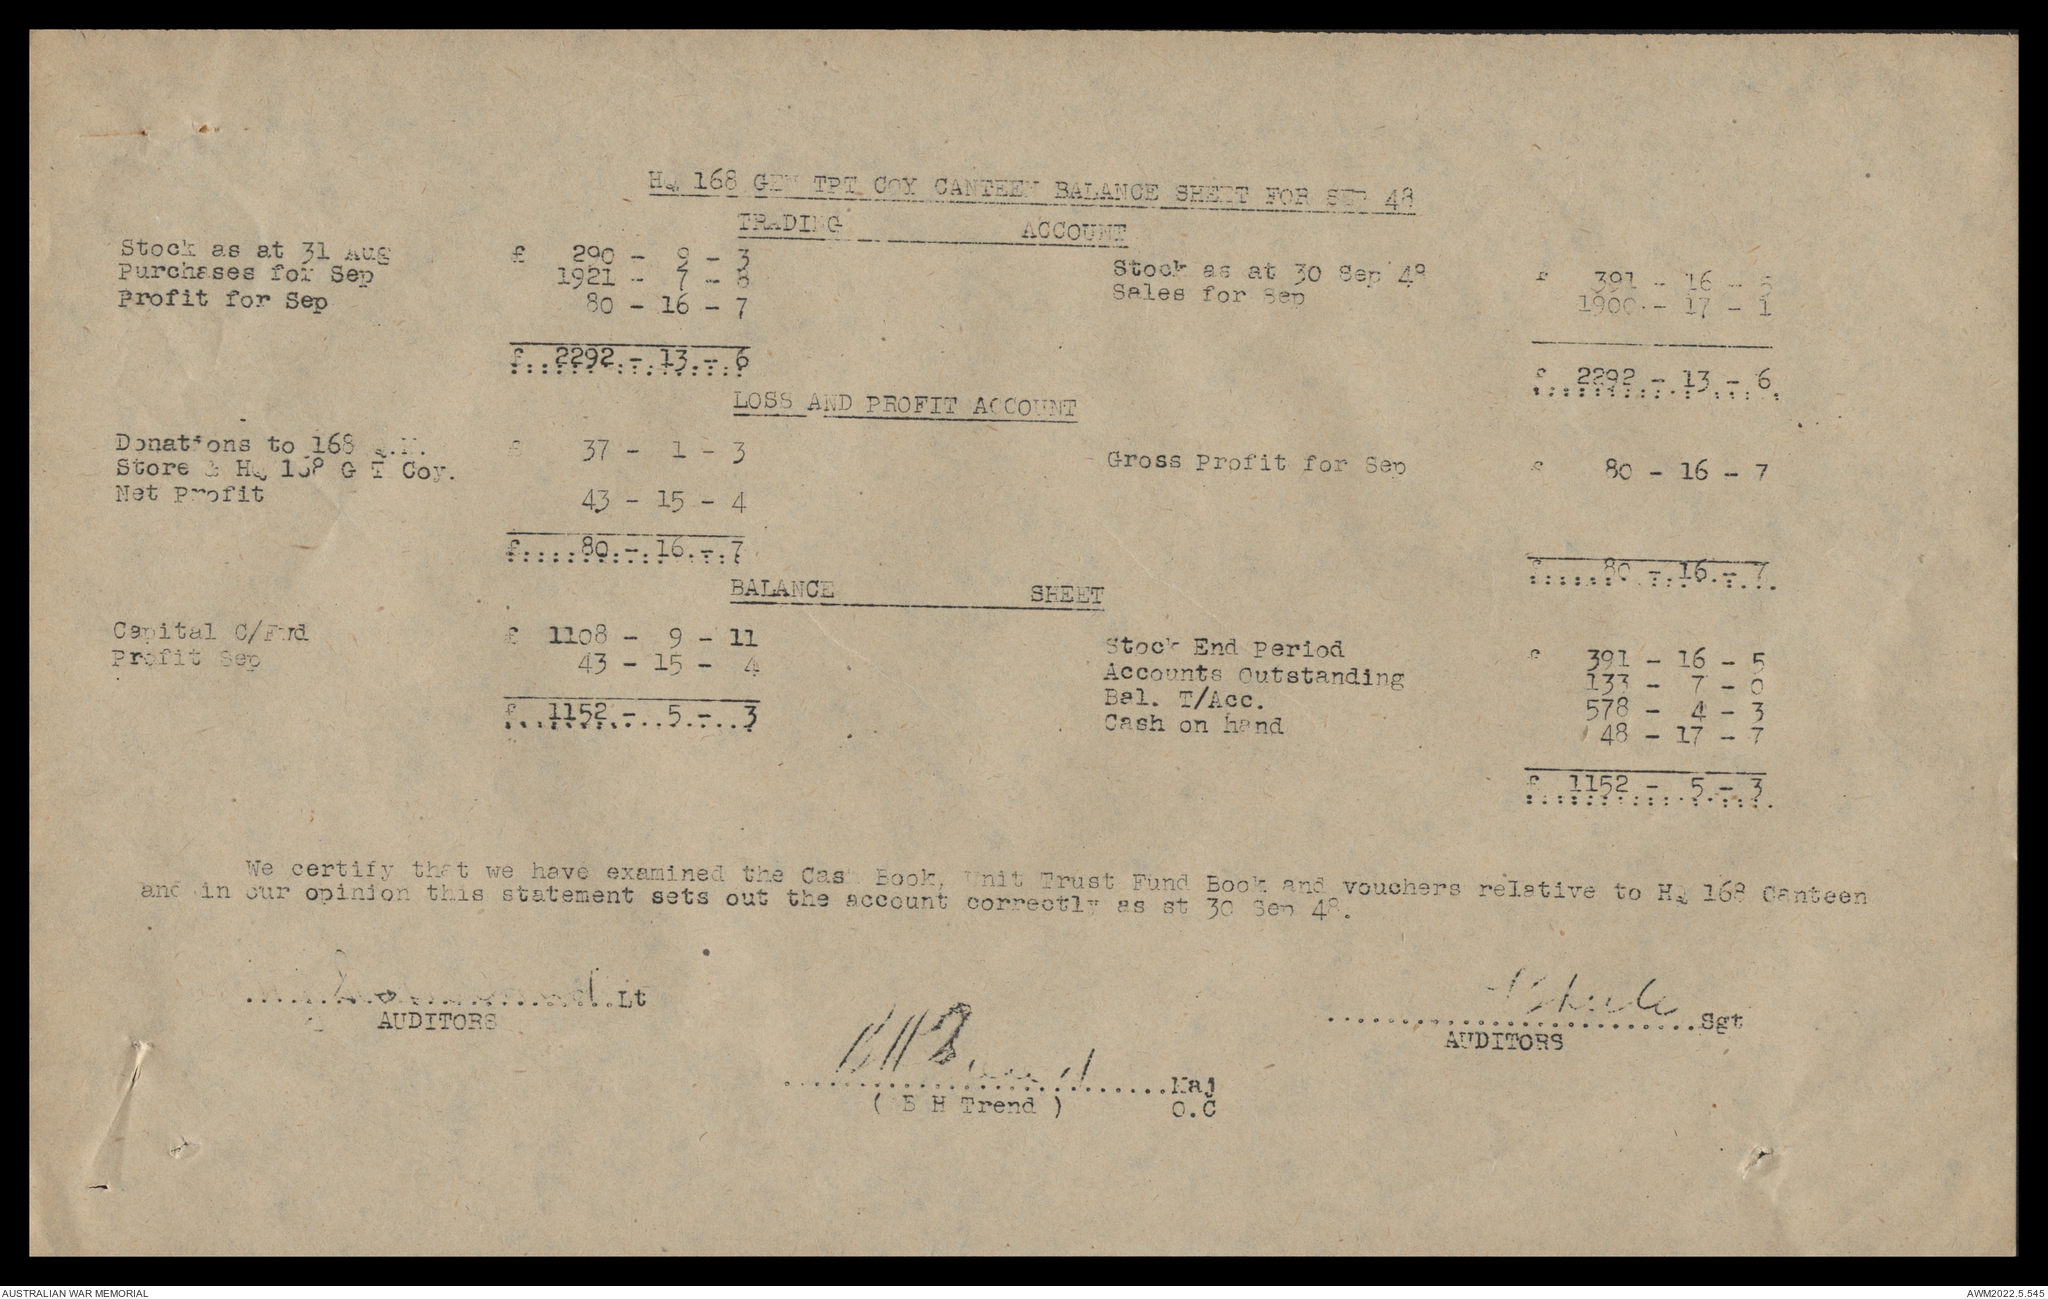 HQ 168 GEN TPT COY CANTEEN BALANCE SHEET FOR SEP 48
TRADING ACCOUNT
Stock as at 31 Aug £ 290 - 9 - 3
Purchases for Sep 1921 - 7 - 8
Profit for Sep 80 - 16 - 7
£ 2292 - 13 - 6
Stock as at 30 Sep 48 £ 391 - 16 - 5
Sales for Sep 1900 - 17 - 1
£ 2292 - 13 - 6
LOSS AND PROFIT ACCOUNT
Donations to 168 Q.M. £ 37 - 1 - 3
Store & HQ 168 G T Coy.
Net Profit 43 - 15 - 4
£ 80 - 16 - 7
Gross Profit for Sep £ 80 - 16 - 7
£ 80 - 16 - 7
BALANCE SHEET
Capital C/Fwd £ 1108 - 9 - 11
Profit Sep 43 - 15 - 4
£ 1152 - 5 - 3
Stock End Period £ 391 - 16 - 5
Accounts Outstanding 133 - 7 - 0
Bal. T/Acc. 578 - 4 - 3
Cash on hand 48 - 17 - 7
£ 1152 - 5 - 3
We certify that we have examined the Cash Book, Unit Trust Fund Book and vouchers relative to HQ 168 Canteen
and in our opinion this statement sets out the account correctly as st 30 Sep 48.
Lt
AUDITORS
Sgt
AUDITORS
Maj
( B H Trend ) O.C
AUSTRALIAN WAR MEMORIAL
AWM2022.5.545